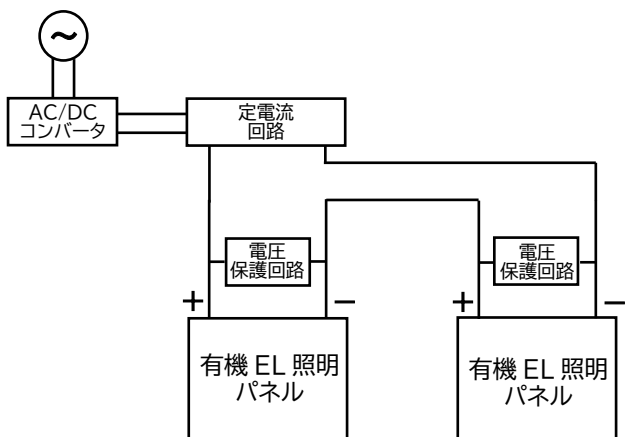 ~
AC/DC
コンバータ
定電流
回路
電圧
保護回路
電圧
保護回路
+
−
+
−
有機 EL 照明
パネル
有機 EL 照明
パネル